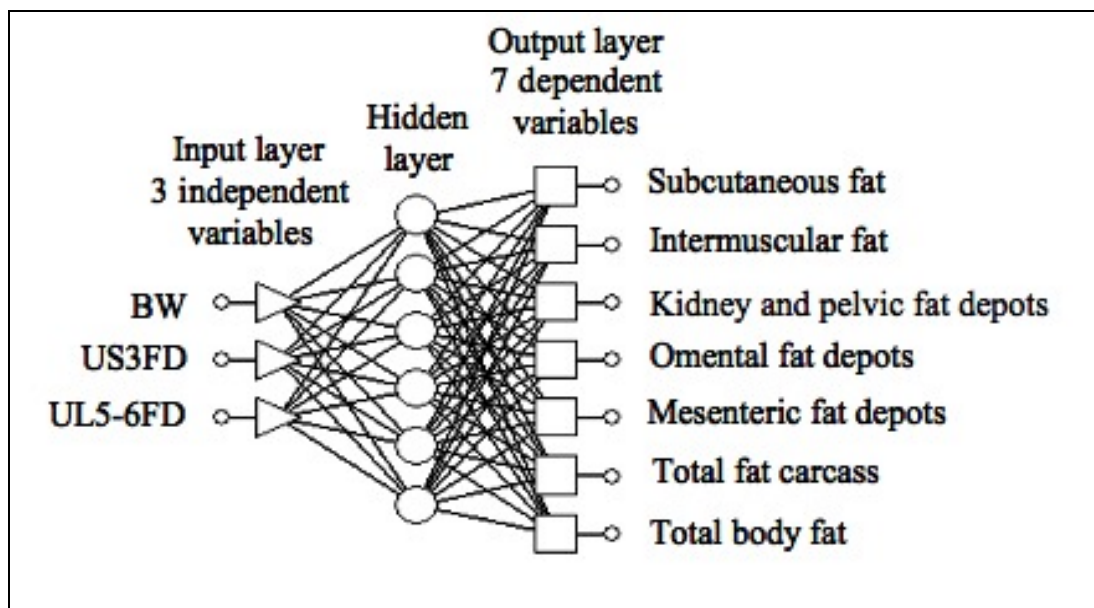 Input layer
3 independent
variables
BW
US3FD
UL5-6FD
Hidden
layer
Output layer
7 dependent
variables
Subcutaneous fat
Intermuscular fat
Kidney and pelvic fat depots
Omental fat depots
Mesenteric fat depots
Total fat carcass
Total body fat